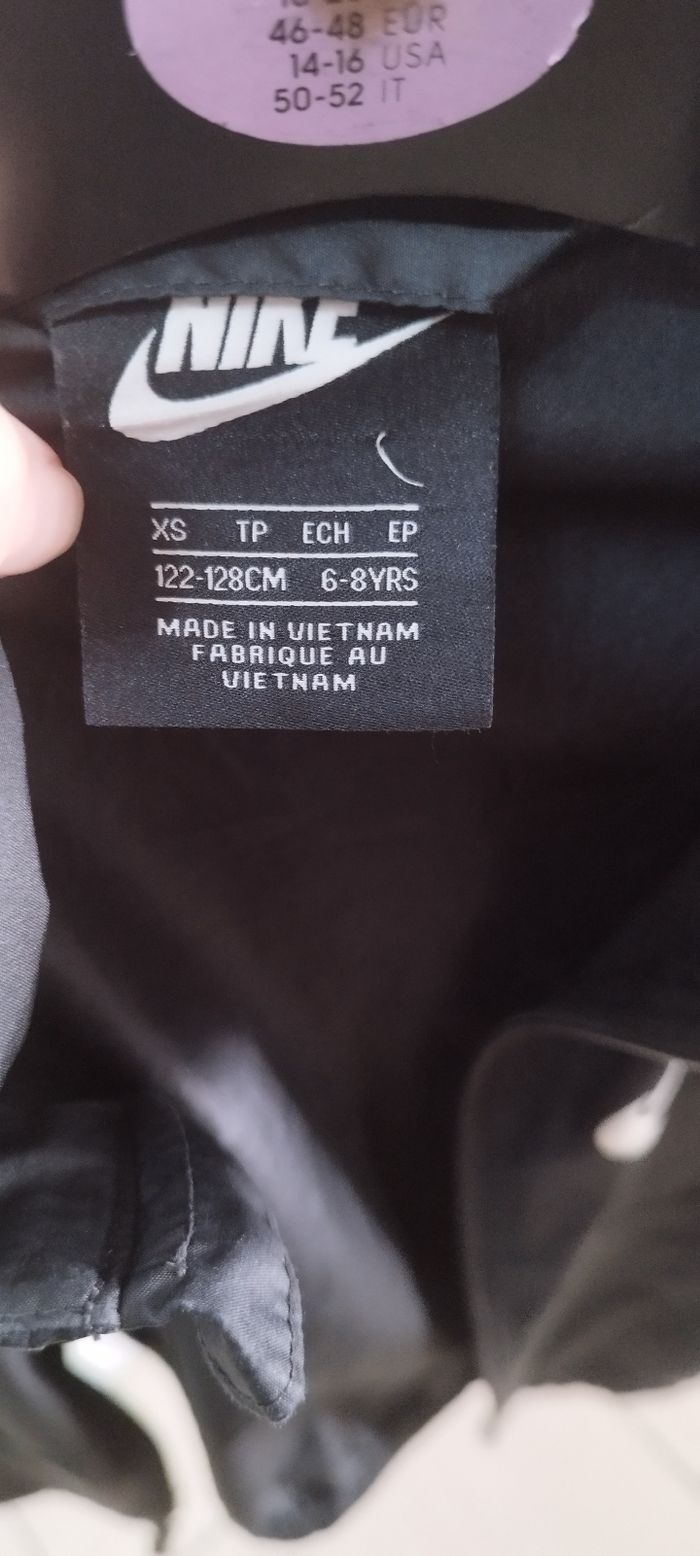 46-48 EUR
14-16 USA
50-52 IT
NIKE
XS TP ECH EP
122-128CM 6-8YRS
MADE IN VIETNAM
FABRIQUE AU
VIETNAM